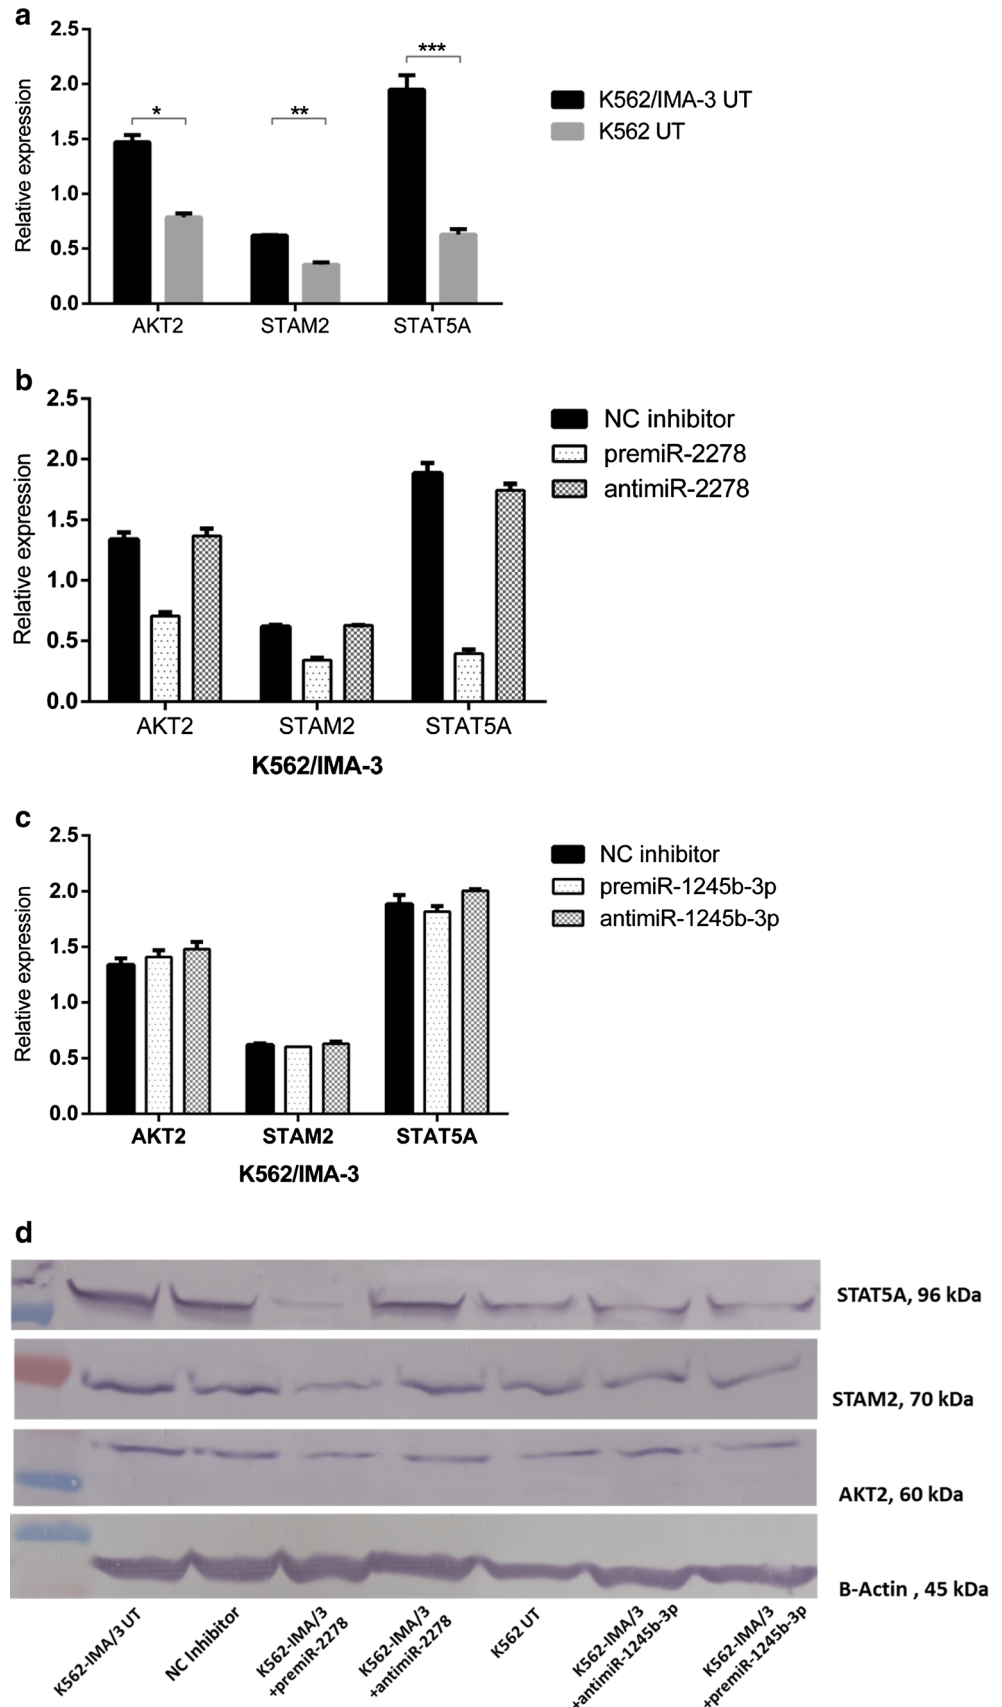 a
2.5
2.0
1.5
1.0
0.5
0.0
Relative expression
*
**
***
AKT2
STAM2
STAT5A
K562/IMA-3 UT
K562 UT
b
2.5
2.0
1.5
1.0
0.5
0.0
Relative expression
AKT2
STAM2
STAT5A
K562/IMA-3
NC inhibitor
premiR-2278
antimiR-2278
c
2.5
2.0
1.5
1.0
0.5
0.0
Relative expression
AKT2
STAM2
STAT5A
K562/IMA-3
NC inhibitor
premiR-1245b-3p
antimiR-1245b-3p
d
STAT5A, 96 kDa
STAM2, 70 kDa
AKT2, 60 kDa
B-Actin , 45 kDa
K562-IMA/3 UT
NC Inhibitor
K562-IMA/3
+premiR-2278
K562-IMA/3
+antimiR-2278
K562 UT
K562-IMA/3
+antimiR-1245b-3p
K562-IMA/3
+premiR-1245b-3p